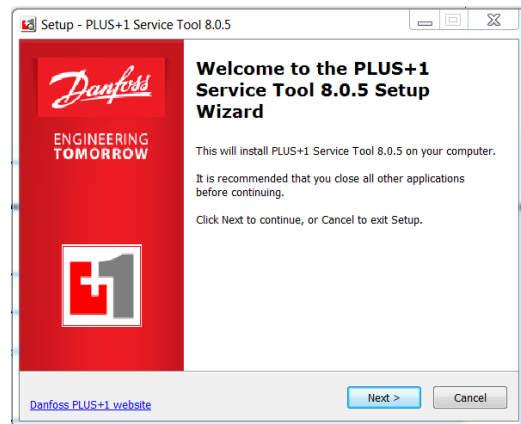 Setup - PLUS+1 Service Tool 8.0.5
Danfoss
ENGINEERING
TOMORROW
Welcome to the PLUS+1
Service Tool 8.0.5 Setup
Wizard
This will install PLUS+1 Service Tool 8.0.5 on your computer.
It is recommended that you close all other applications
before continuing.
Click Next to continue, or Cancel to exit Setup.
+1
Danfoss PLUS+1 website
Next >
Cancel